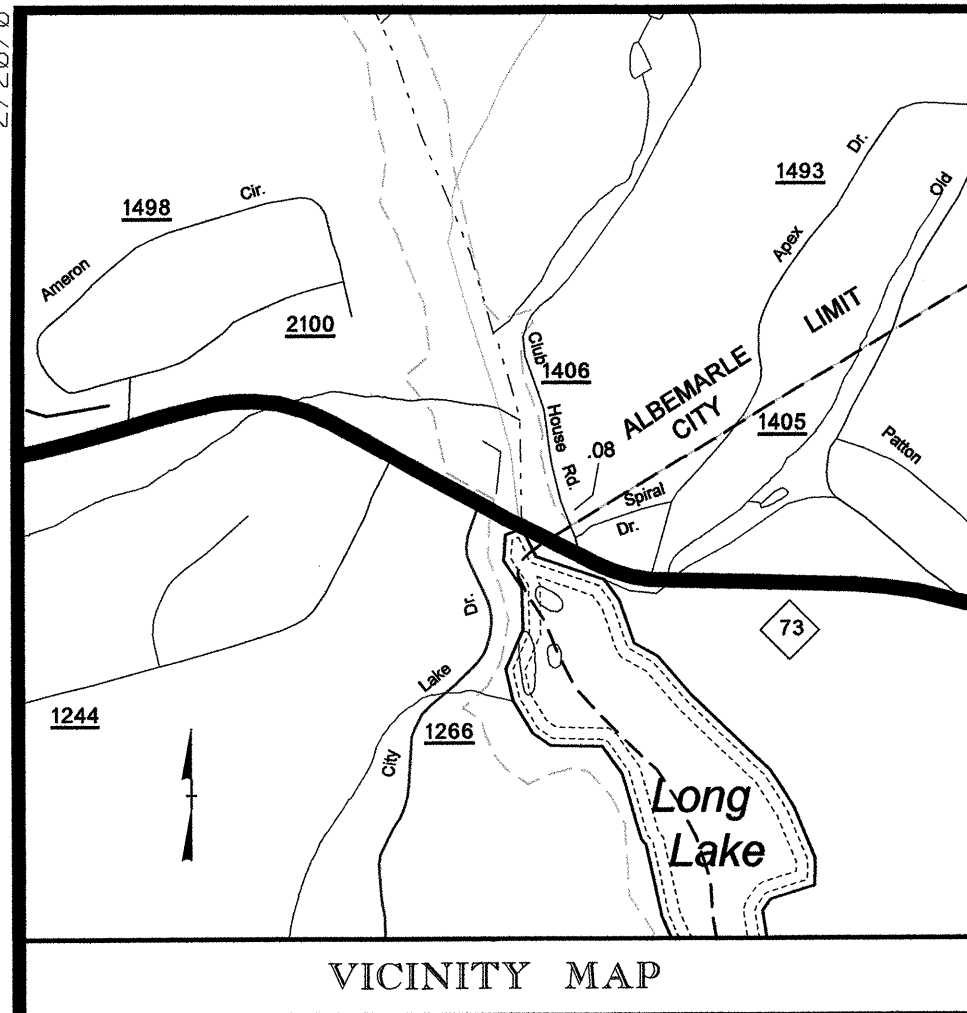 Dr.
1493
Old
Cir.
1498
Apex
Ameron
LIMIT
2100
Club
1406
ALBEMARLE
CITY
1405
House
Patton
.08
Rd.
Spiral
Dr.
Dr.
73
Lake
1244
1266
City
Long
Lake
VICINITY MAP